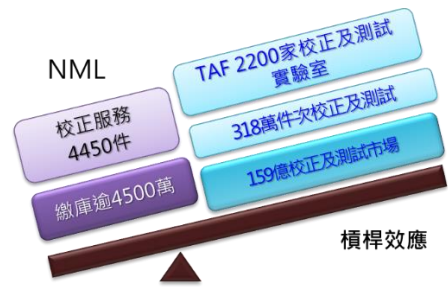 NML
校正服務
4450件
繳庫逾4500萬
TAF 2200家校正及測試
實驗室
318萬件次校正及測試
159億校正及測試市場
槓桿效應